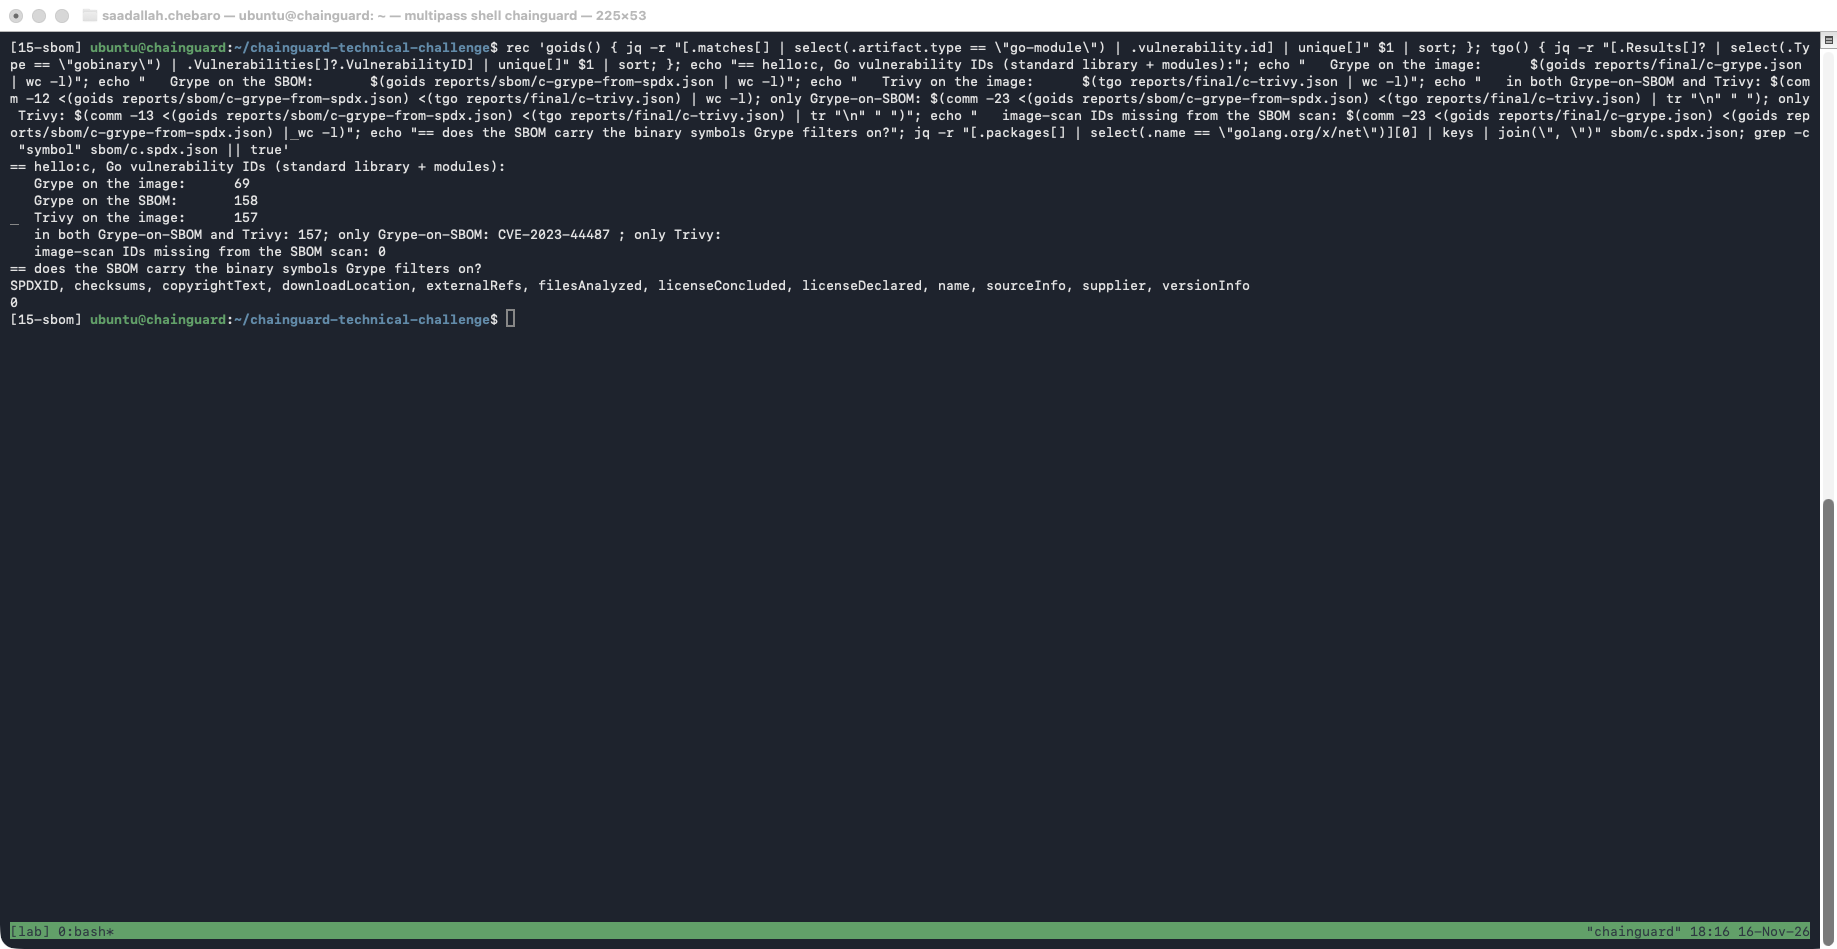 saadallah.chebaro — ubuntu@chainguard: ~ — multipass shell chainguard — 225×53
[15-sbom] ubuntu@chainguard:~/chainguard-technical-challenge$ rec 'goids() { jq -r "[.matches[] | select(.artifact.type == \"go-module\") | .vulnerability.id] | unique[]" $1 | sort; }; tgo() { jq -r "[.Results[]? | select(.Ty
pe == \"gobinary\") | .Vulnerabilities[]?.VulnerabilityID] | unique[]" $1 | sort; }; echo "== hello:c, Go vulnerability IDs (standard library + modules):"; echo "   Grype on the image:      $(goids reports/final/c-grype.json
| wc -l)"; echo "   Grype on the SBOM:       $(goids reports/sbom/c-grype-from-spdx.json | wc -l)"; echo "   Trivy on the image:      $(tgo reports/final/c-trivy.json | wc -l)"; echo "   in both Grype-on-SBOM and Trivy: $(com
m -12 <(goids reports/sbom/c-grype-from-spdx.json) <(tgo reports/final/c-trivy.json) | wc -l); only Grype-on-SBOM: $(comm -23 <(goids reports/sbom/c-grype-from-spdx.json) <(tgo reports/final/c-trivy.json) | tr "\n" " "); only
 Trivy: $(comm -13 <(goids reports/sbom/c-grype-from-spdx.json) <(tgo reports/final/c-trivy.json) | tr "\n" " ")"; echo "   image-scan IDs missing from the SBOM scan: $(comm -23 <(goids reports/final/c-grype.json) <(goids rep
orts/sbom/c-grype-from-spdx.json) |_wc -l)"; echo "== does the SBOM carry the binary symbols Grype filters on?"; jq -r "[.packages[] | select(.name == \"golang.org/x/net\")][0] | keys | join(\", \")" sbom/c.spdx.json; grep -c
 "symbol" sbom/c.spdx.json || true'
== hello:c, Go vulnerability IDs (standard library + modules):
   Grype on the image:      69
   Grype on the SBOM:       158
_  Trivy on the image:      157
   in both Grype-on-SBOM and Trivy: 157; only Grype-on-SBOM: CVE-2023-44487 ; only Trivy:
   image-scan IDs missing from the SBOM scan: 0
== does the SBOM carry the binary symbols Grype filters on?
SPDXID, checksums, copyrightText, downloadLocation, externalRefs, filesAnalyzed, licenseConcluded, licenseDeclared, name, sourceInfo, supplier, versionInfo
0
[15-sbom] ubuntu@chainguard:~/chainguard-technical-challenge$
[lab] 0:bash* "chainguard" 18:16 16-Nov-26